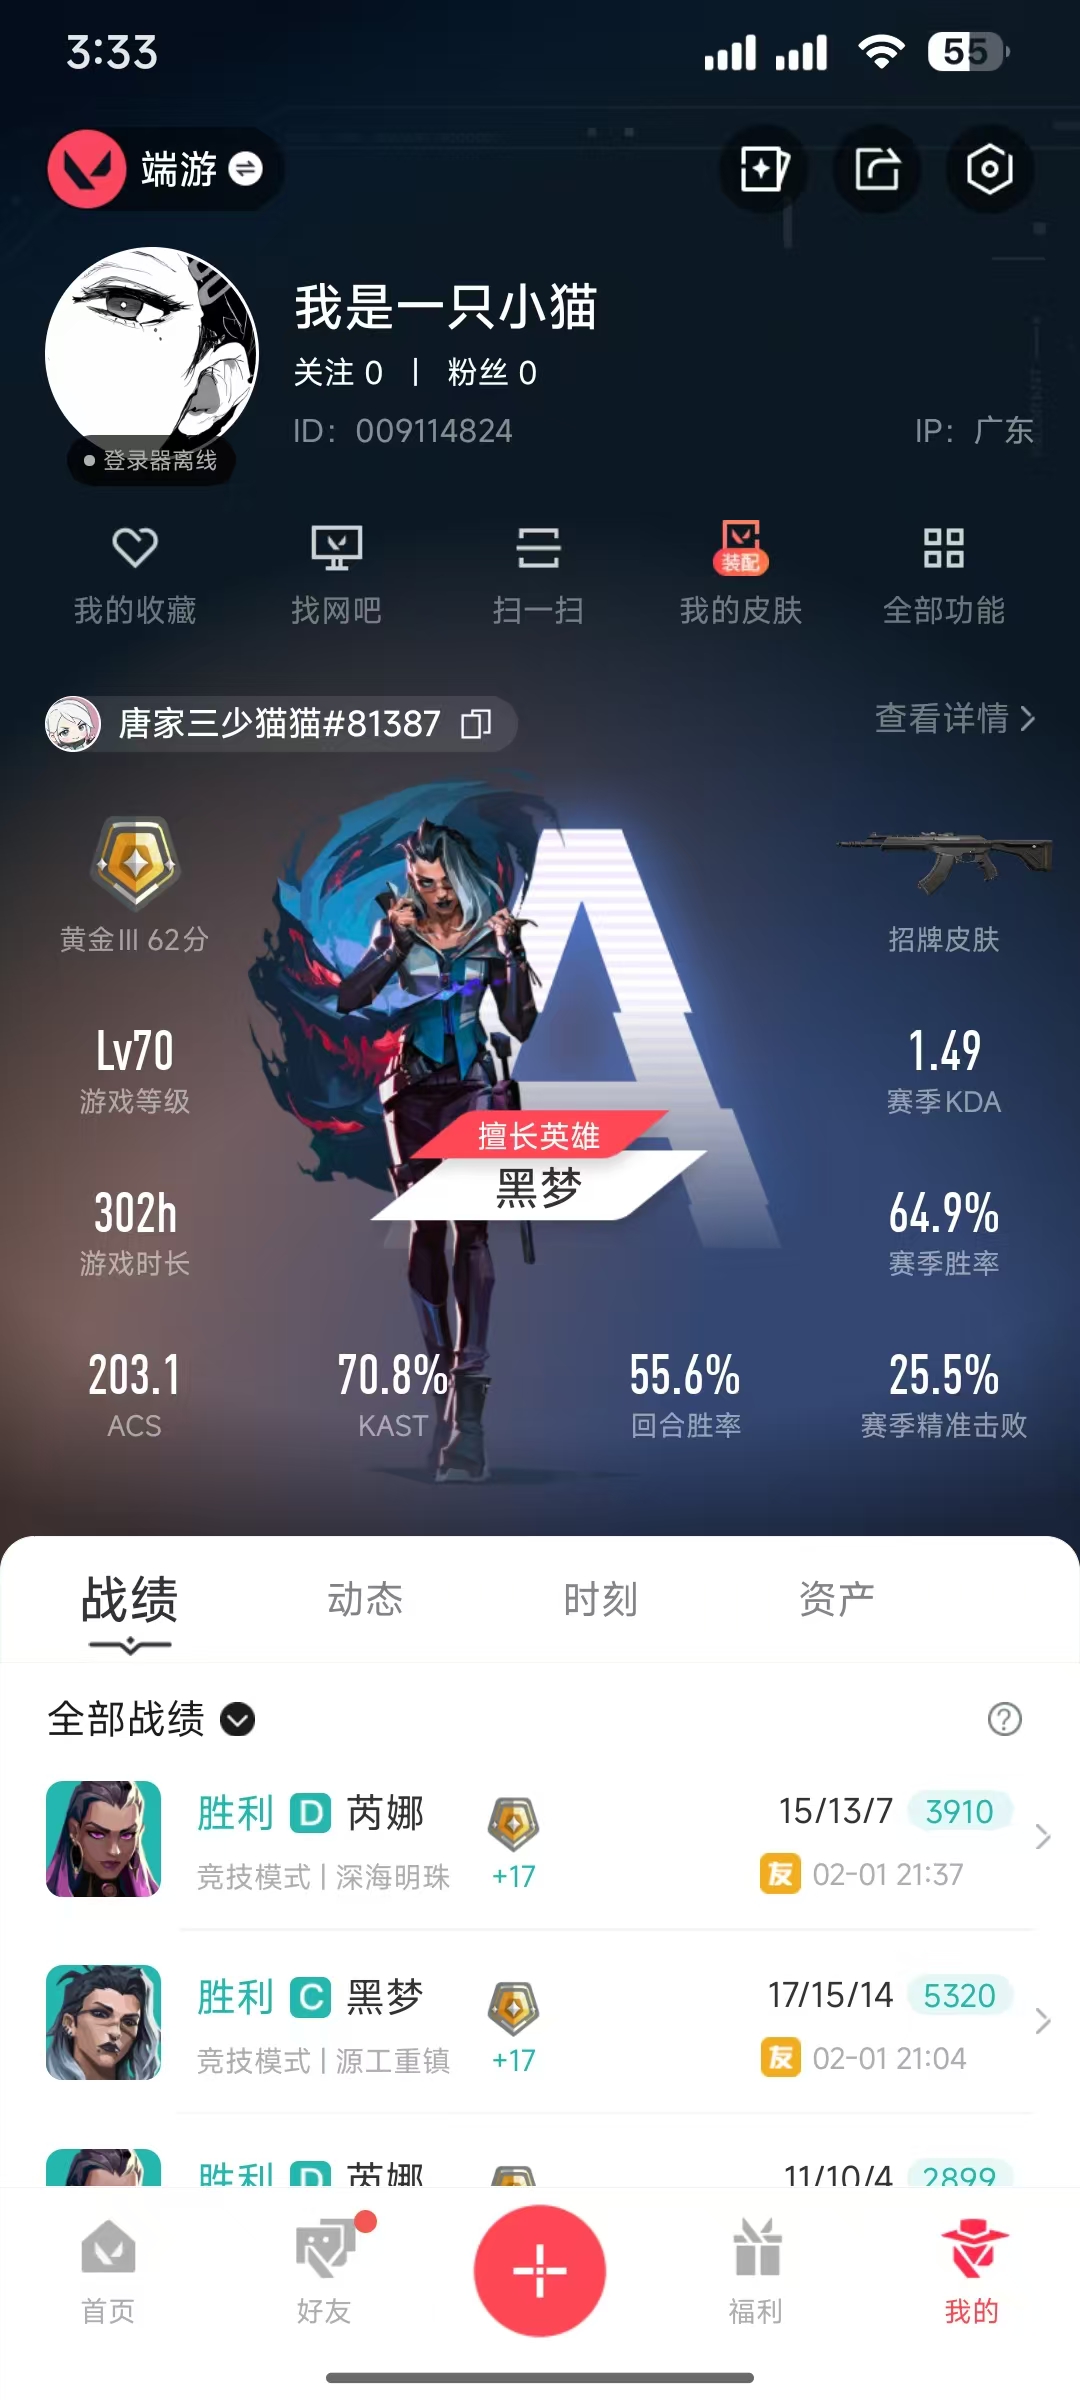 3:33
55
端游
我是一只小猫
关注 0 | 粉丝 0
ID: 009114824
IP: 广东
登录器离线
装配
我的收藏
找网吧
扫一扫
我的皮肤
全部功能
唐家三少猫猫#81387
查看详情
黄金III 62分
招牌皮肤
Lv70
游戏等级
1.49
赛季KDA
擅长英雄
黑梦
302h
游戏时长
64.9%
赛季胜率
203.1
ACS
70.8%
KAST
55.6%
回合胜率
25.5%
赛季精准击败
战绩
动态
时刻
资产
全部战绩
胜利 D 芮娜
15/13/7 3910
竞技模式 | 深海明珠
+17
友 02-01 21:37
胜利 C 黑梦
17/15/14 5320
竞技模式 | 源工重镇
+17
友 02-01 21:04
胜利 D 芮娜
11/10/4 2899
首页
好友
福利
我的